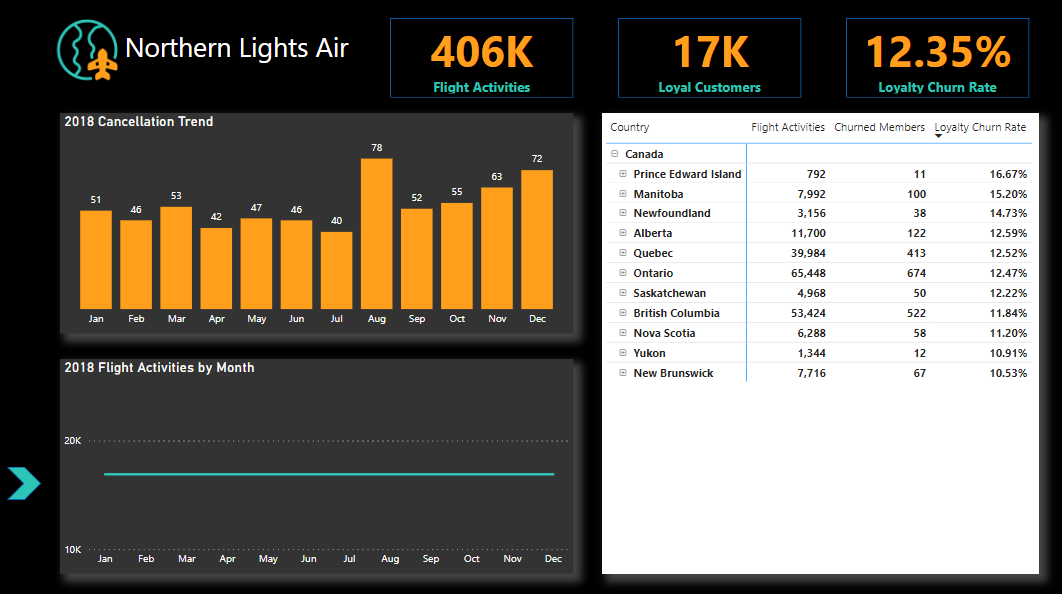 Northern Lights Air
406K
Flight Activities
17K
Loyal Customers
12.35%
Loyalty Churn Rate
2018 Cancellation Trend
51 46 53 42 47 46 40 78 52 55 63 72
Jan Feb Mar Apr May Jun Jul Aug Sep Oct Nov Dec
2018 Flight Activities by Month
20K
10K
Jan Feb Mar Apr May Jun Jul Aug Sep Oct Nov Dec
Country Flight Activities Churned Members Loyalty Churn Rate
Canada
Prince Edward Island 792 11 16.67%
Manitoba 7,992 100 15.20%
Newfoundland 3,156 38 14.73%
Alberta 11,700 122 12.59%
Quebec 39,984 413 12.52%
Ontario 65,448 674 12.47%
Saskatchewan 4,968 50 12.22%
British Columbia 53,424 522 11.84%
Nova Scotia 6,288 58 11.20%
Yukon 1,344 12 10.91%
New Brunswick 7,716 67 10.53%